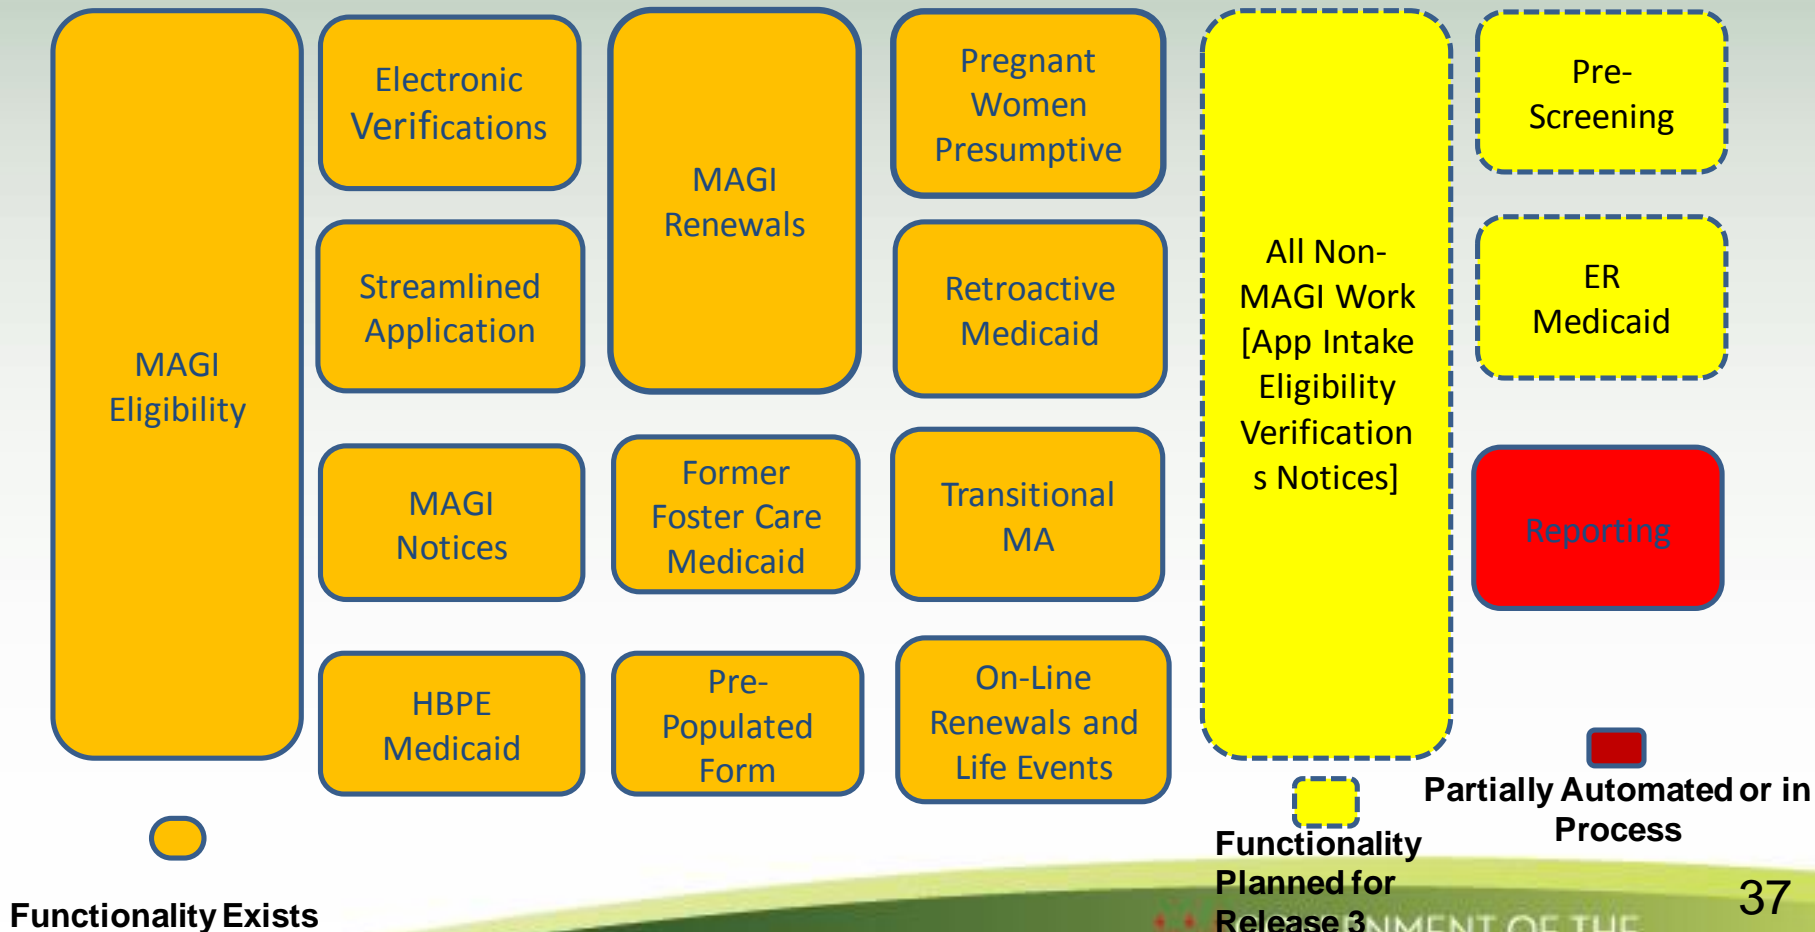 MAGI
Eligibility
Electronic
Verifications
Streamlined
Application
MAGI
Notices
HBPE
Medicaid
MAGI
Renewals
Former
Foster Care
Medicaid
Pre-
Populated
Form
Pregnant
Women
Presumptive
Retroactive
Medicaid
Transitional
MA
On-Line
Renewals and
Life Events
All Non-
MAGI Work
[App Intake
Eligibility
Verification
s Notices]
Pre-
Screening
ER
Medicaid
Reporting
Functionality Exists
Functionality
Planned for
Release 3
Partially Automated or in
Process
OF THE
37